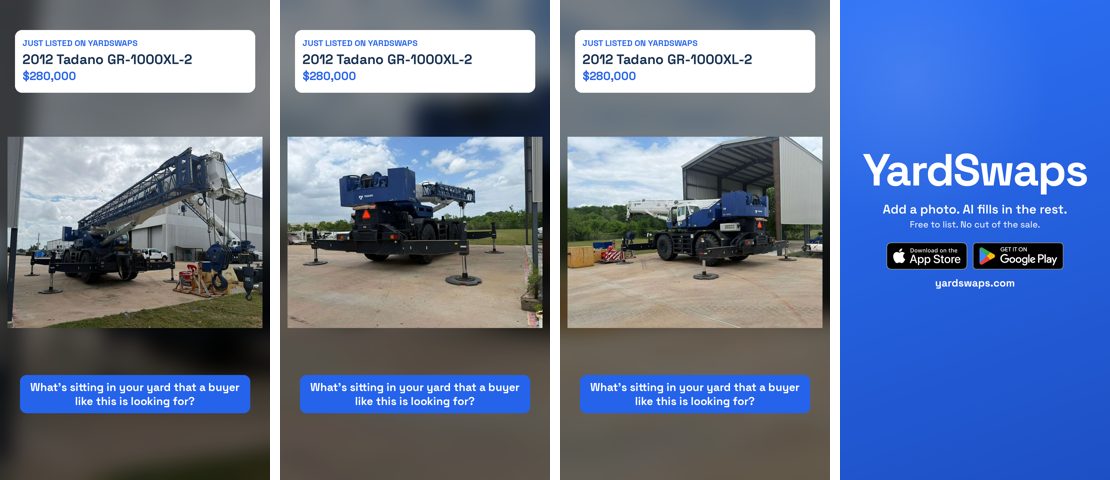 JUST LISTED ON YARDSWAPS
2012 Tadano GR-1000XL-2
$280,000
What's sitting in your yard that a buyer
like this is looking for?
JUST LISTED ON YARDSWAPS
2012 Tadano GR-1000XL-2
$280,000
What's sitting in your yard that a buyer
like this is looking for?
JUST LISTED ON YARDSWAPS
2012 Tadano GR-1000XL-2
$280,000
What's sitting in your yard that a buyer
like this is looking for?
YardSwaps
Add a photo. AI fills in the rest.
Free to list. No cut of the sale.
Download on the
App Store
GET IT ON
Google Play
yardswaps.com